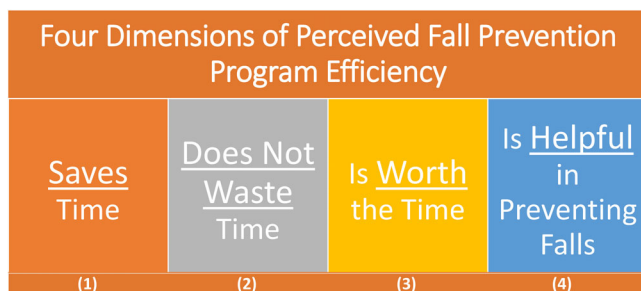 Four Dimensions of Perceived Fall Prevention
Program Efficiency
Saves
Time
Does Not
Waste
Time
Is Worth
the Time
Is Helpful
in
Preventing
Falls
(1)
(2)
(3)
(4)